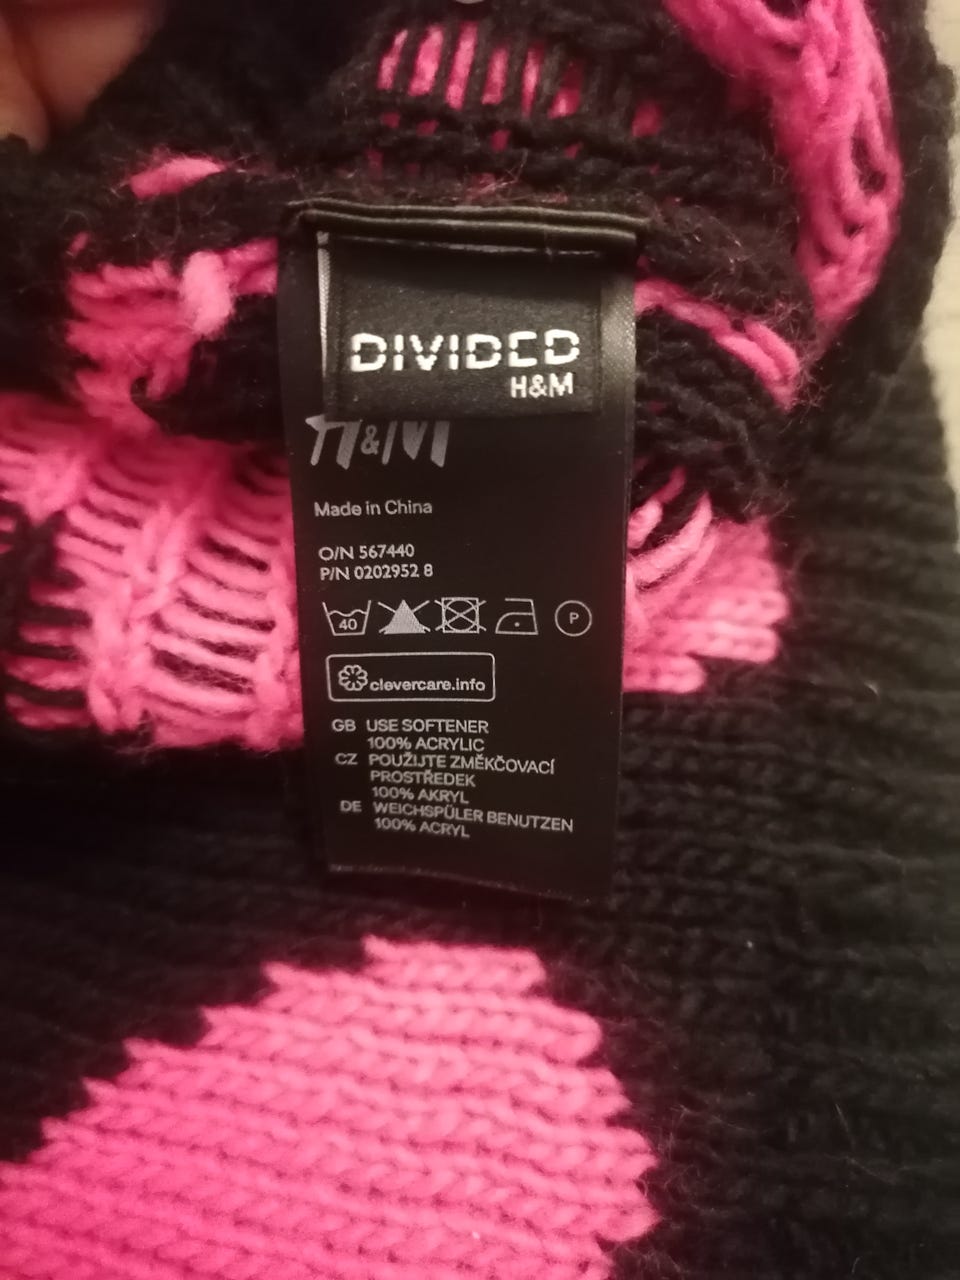 DIVIDED
H&M
H&M
Made in China
O/N 567440
P/N 0202952 8
40 P
clevercare.info
GB USE SOFTENER
100% ACRYLIC
CZ POUŽIJTE ZMĚKČOVACÍ
PROSTŘEDEK
100% AKRYL
DE WEICHSPÜLER BENUTZEN
100% ACRYL